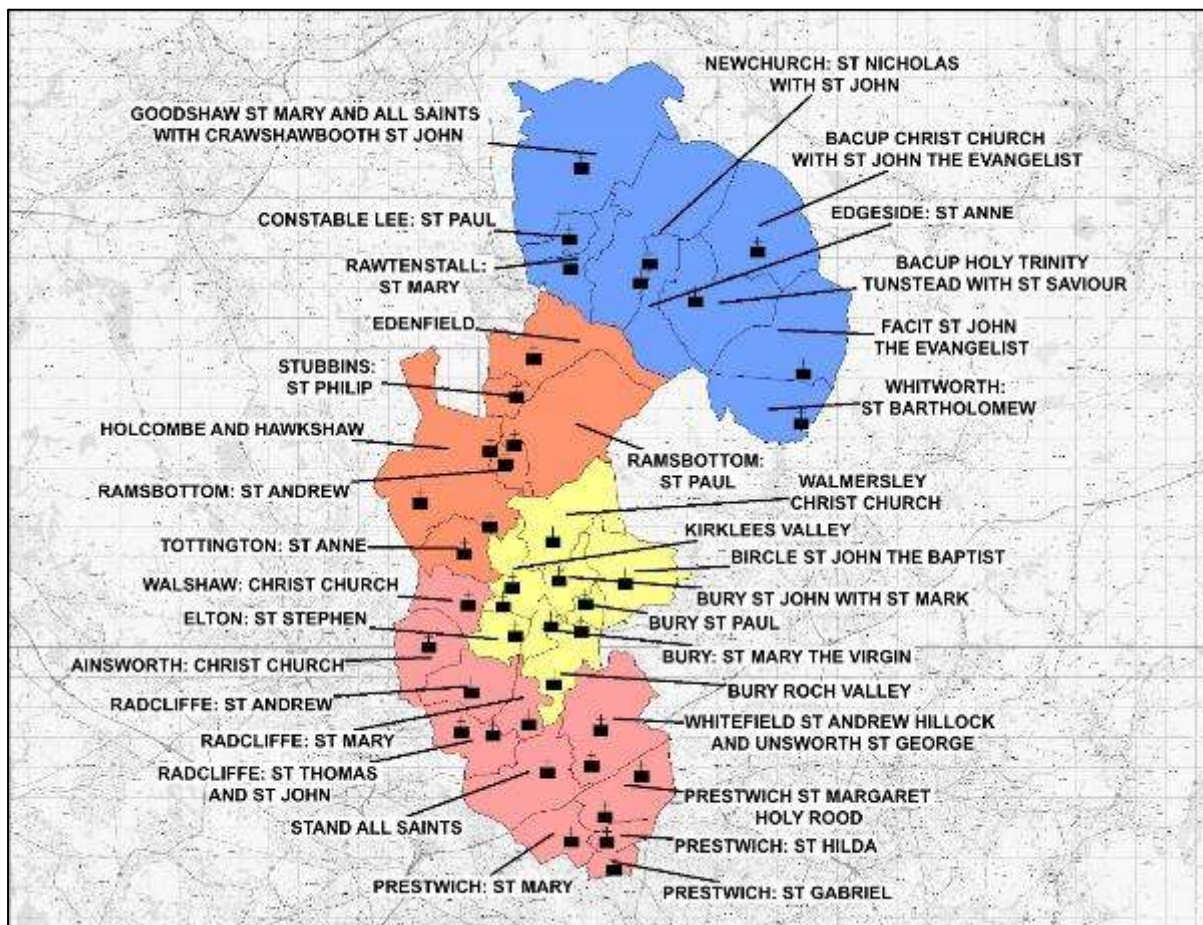 NEWCHURCH: ST NICHOLAS
WITH ST JOHN
GOODSHAW ST MARY AND ALL SAINTS
WITH CRAWSHAWBOOTH ST JOHN
BACUP CHRIST CHURCH
WITH ST JOHN THE EVANGELIST
CONSTABLE LEE: ST PAUL
EDGESIDE: ST ANNE
RAWTENSTALL:
ST MARY
BACUP HOLY TRINITY
TUNSTEAD WITH ST SAVIOUR
EDENFIELD
FACIT ST JOHN
THE EVANGELIST
STUBBINS:
ST PHILIP
WHITWORTH:
ST BARTHOLOMEW
HOLCOMBE AND HAWKSHAW
RAMSBOTTOM:
ST PAUL
RAMSBOTTOM: ST ANDREW
WALMERSLEY
CHRIST CHURCH
KIRKLEES VALLEY
TOTTINGTON: ST ANNE
BIRCLE ST JOHN THE BAPTIST
WALSHAW: CHRIST CHURCH
BURY ST JOHN WITH ST MARK
ELTON: ST STEPHEN
BURY ST PAUL
AINSWORTH: CHRIST CHURCH
BURY: ST MARY THE VIRGIN
RADCLIFFE: ST ANDREW
BURY ROCH VALLEY
RADCLIFFE: ST MARY
WHITEFIELD ST ANDREW HILLOCK
AND UNSWORTH ST GEORGE
RADCLIFFE: ST THOMAS
AND ST JOHN
PRESTWICH ST MARGARET
HOLY ROOD
STAND ALL SAINTS
PRESTWICH: ST HILDA
PRESTWICH: ST MARY
PRESTWICH: ST GABRIEL